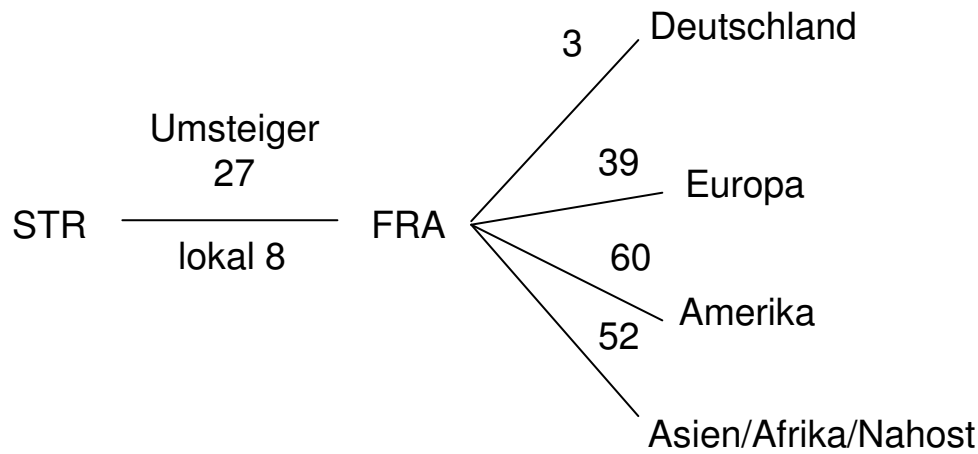 Deutschland
3
Umsteiger
27
39
Europa
STR
FRA
lokal 8
60
Amerika
52
Asien/Afrika/Nahost